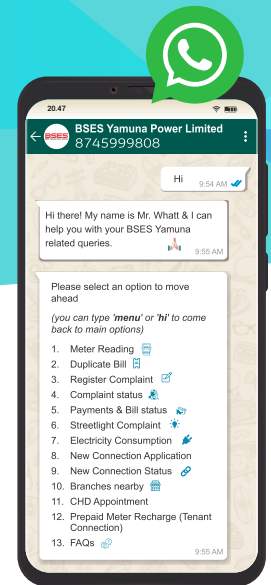 20.47
BSES
BSES Yamuna Power Limited
8745999808
Hi
9:54 AM
Hi there! My name is Mr. Whatt & I can
help you with your BSES Yamuna
related queries.
9:55 AM
Please select an option to move
ahead
(you can type 'menu' or 'hi' to come
back to main options)
1. Meter Reading
2. Duplicate Bill
3. Register Complaint
4. Complaint status
5. Payments & Bill status
6. Streetlight Complaint
7. Electricity Consumption
8. New Connection Application
9. New Connection Status
10. Branches nearby
11. CHD Appointment
12. Prepaid Meter Recharge (Tenant
Connection)
13. FAQs
9:55 AM